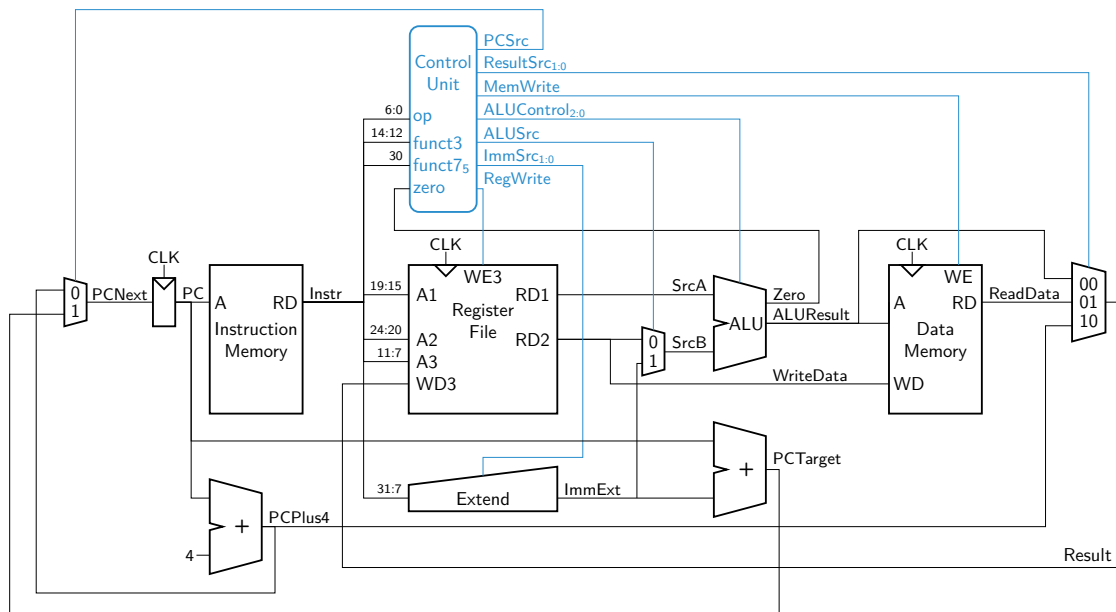 PCSrc
Control
Unit
ResultSrc1:0
MemWrite
6:0
op
ALUControl2:0
14:12
funct3
ALUSrc
30
funct75
ImmSrc1:0
zero
RegWrite
CLK
CLK
CLK
0
1
PCNext
PC
A
RD
Instruction
Memory
Instr
19:15
A1
WE3
RD1
Register
File
24:20
A2
RD2
11:7
A3
WD3
0
1
SrcA
SrcB
ALU
Zero
ALUResult
WriteData
WE
A
RD
Data
Memory
WD
ReadData
00
01
10
31:7
Extend
ImmExt
+
PCTarget
4
+
PCPlus4
Result